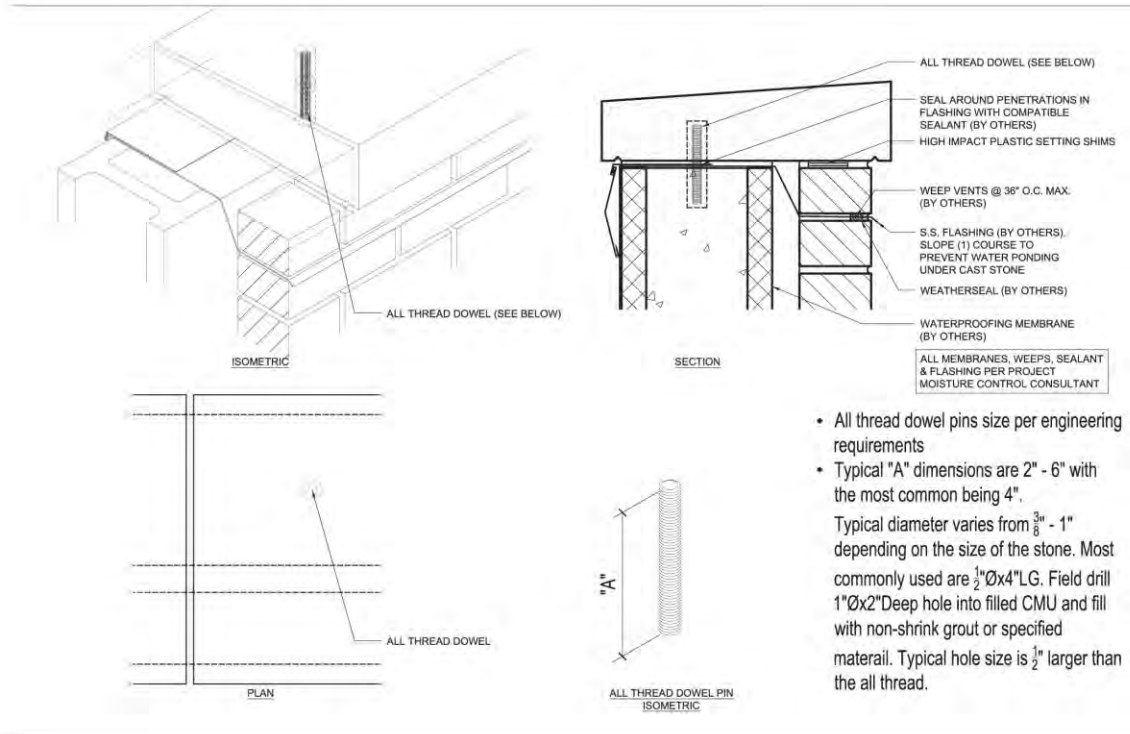 ALL THREAD DOWEL (SEE BELOW)
ISOMETRIC
ALL THREAD DOWEL (SEE BELOW)
SEAL AROUND PENETRATIONS IN
FLASHING WITH COMPATIBLE
SEALANT (BY OTHERS)
HIGH IMPACT PLASTIC SETTING SHIMS
WEEP VENTS @ 36" O.C. MAX.
(BY OTHERS)
S.S. FLASHING (BY OTHERS).
SLOPE (1) COURSE TO
PREVENT WATER PONDING
UNDER CAST STONE
WEATHERSEAL (BY OTHERS)
WATERPROOFING MEMBRANE
(BY OTHERS)
SECTION
ALL MEMBRANES, WEEPS, SEALANT
& FLASHING PER PROJECT
MOISTURE CONTROL CONSULTANT
ALL THREAD DOWEL
PLAN
"A"
ALL THREAD DOWEL PIN
ISOMETRIC
• All thread dowel pins size per engineering
requirements
• Typical "A" dimensions are 2" - 6" with
the most common being 4".
Typical diameter varies from 3/8" - 1"
depending on the size of the stone. Most
commonly used are 1/2"Øx4"LG. Field drill
1"Øx2"Deep hole into filled CMU and fill
with non-shrink grout or specified
materail. Typical hole size is 1/2" larger than
the all thread.